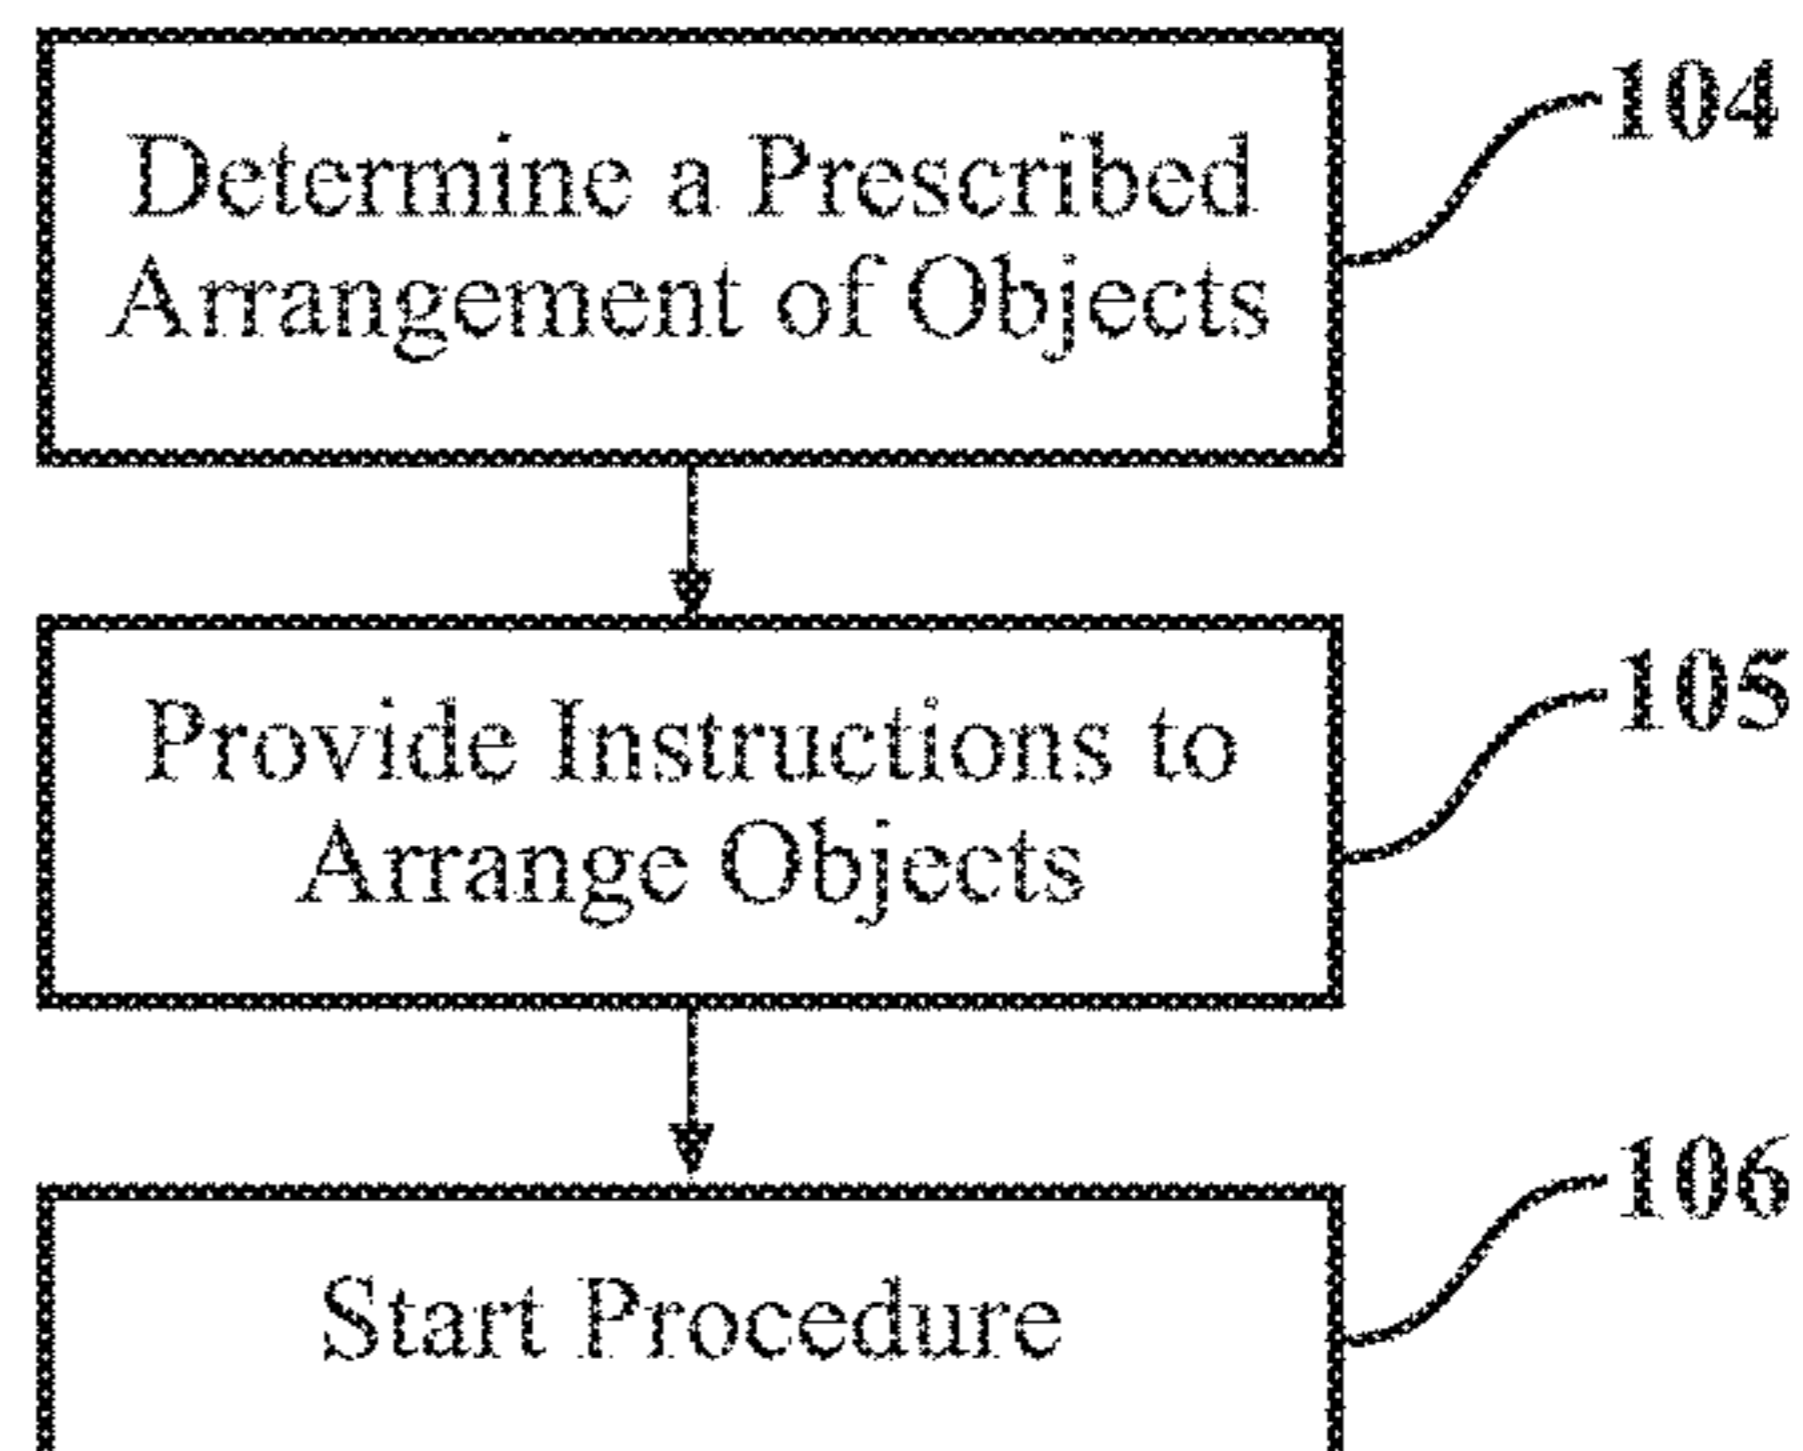 104
Determine a Prescribed
Arrangement of Objects
105
Provide Instructions to
Arrange Objects
106
Start Procedure